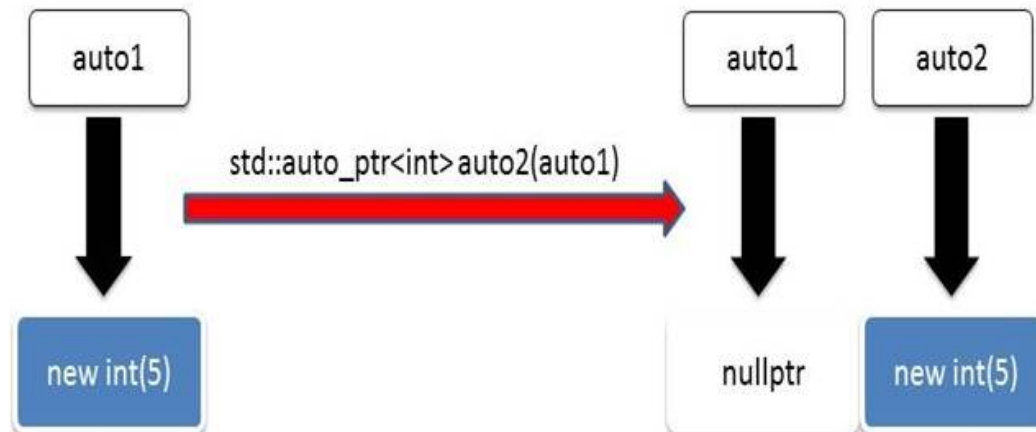 auto1
auto1
auto2
std::auto_ptr<int> auto2(auto1)
new int(5)
nullptr
new int(5)